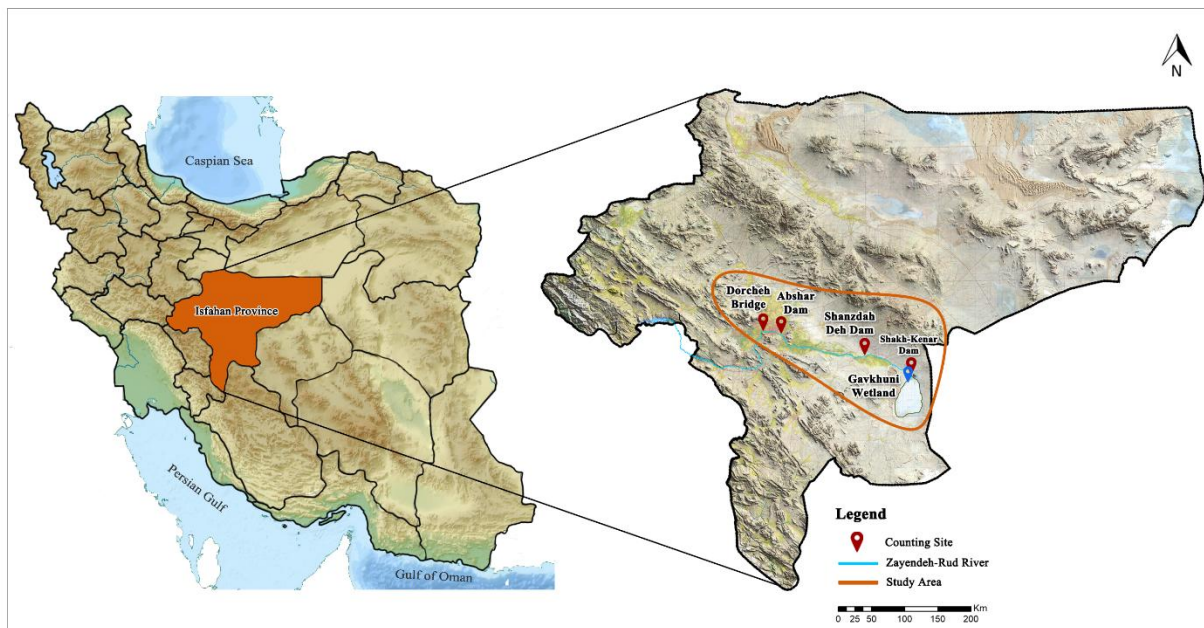 Caspian Sea
Isfahan Province
Persian Gulf
Gulf of Oman
N
Dorcheh
Bridge
Abshar
Dam
Shanzdah
Deh Dam
Shakh-Kenar
Dam
Gavkhuni
Wetland
Legend
Counting Site
Zayendeh-Rud River
Study Area
0 25 50 100 150 200 Km